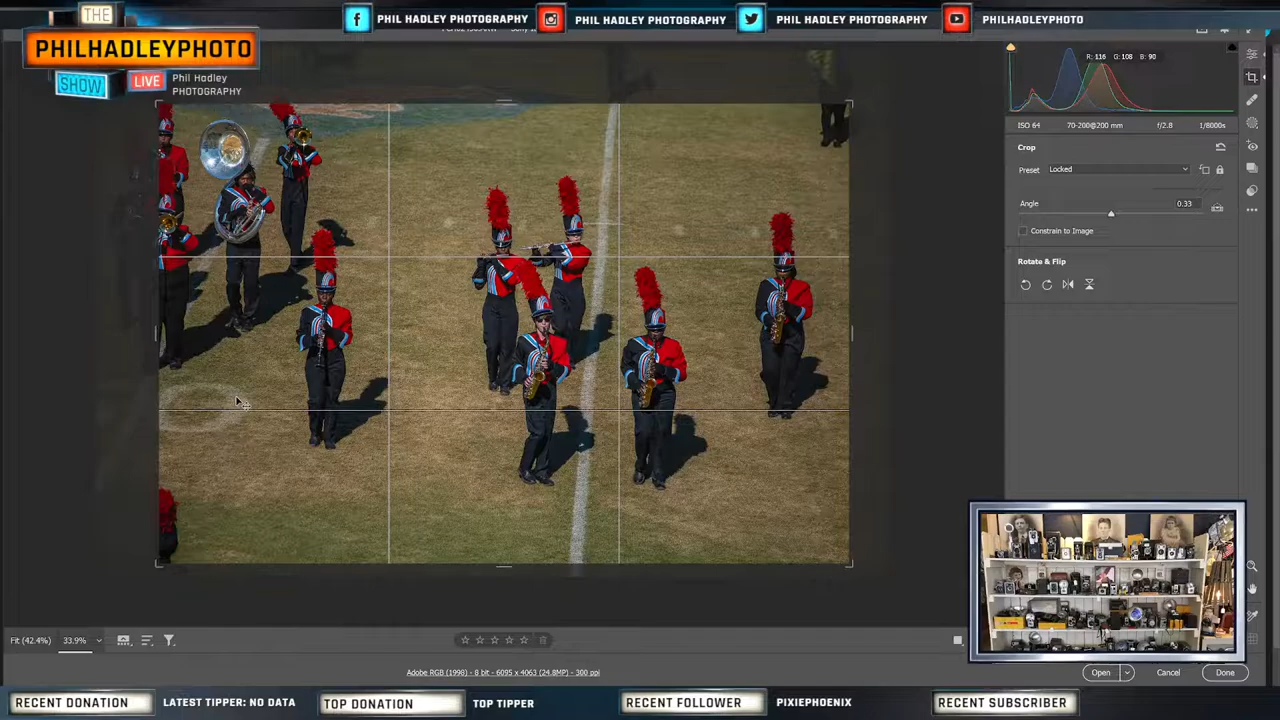 THE
PHILHADLEYPHOTO
SHOW
LIVE
Phil Hadley
PHOTOGRAPHY
PHIL HADLEY PHOTOGRAPHY
PHIL HADLEY PHOTOGRAPHY
PHIL HADLEY PHOTOGRAPHY
PHILHADLEYPHOTO
R: 116 G: 108 B: 90
ISO 64 70-200@200 mm f/2.8 1/8000s
Crop
Preset Locked
Angle 0.33
Constrain to Image
Rotate & Flip
Fit (42.4%) 33.9%
Adobe RGB (1998) - 8 bit - 6095 x 4063 (24.8MP) - 300 ppi
Open Cancel Done
RECENT DONATION LATEST TIPPER: NO DATA TOP DONATION TOP TIPPER RECENT FOLLOWER PIXIEPHOENIX RECENT SUBSCRIBER